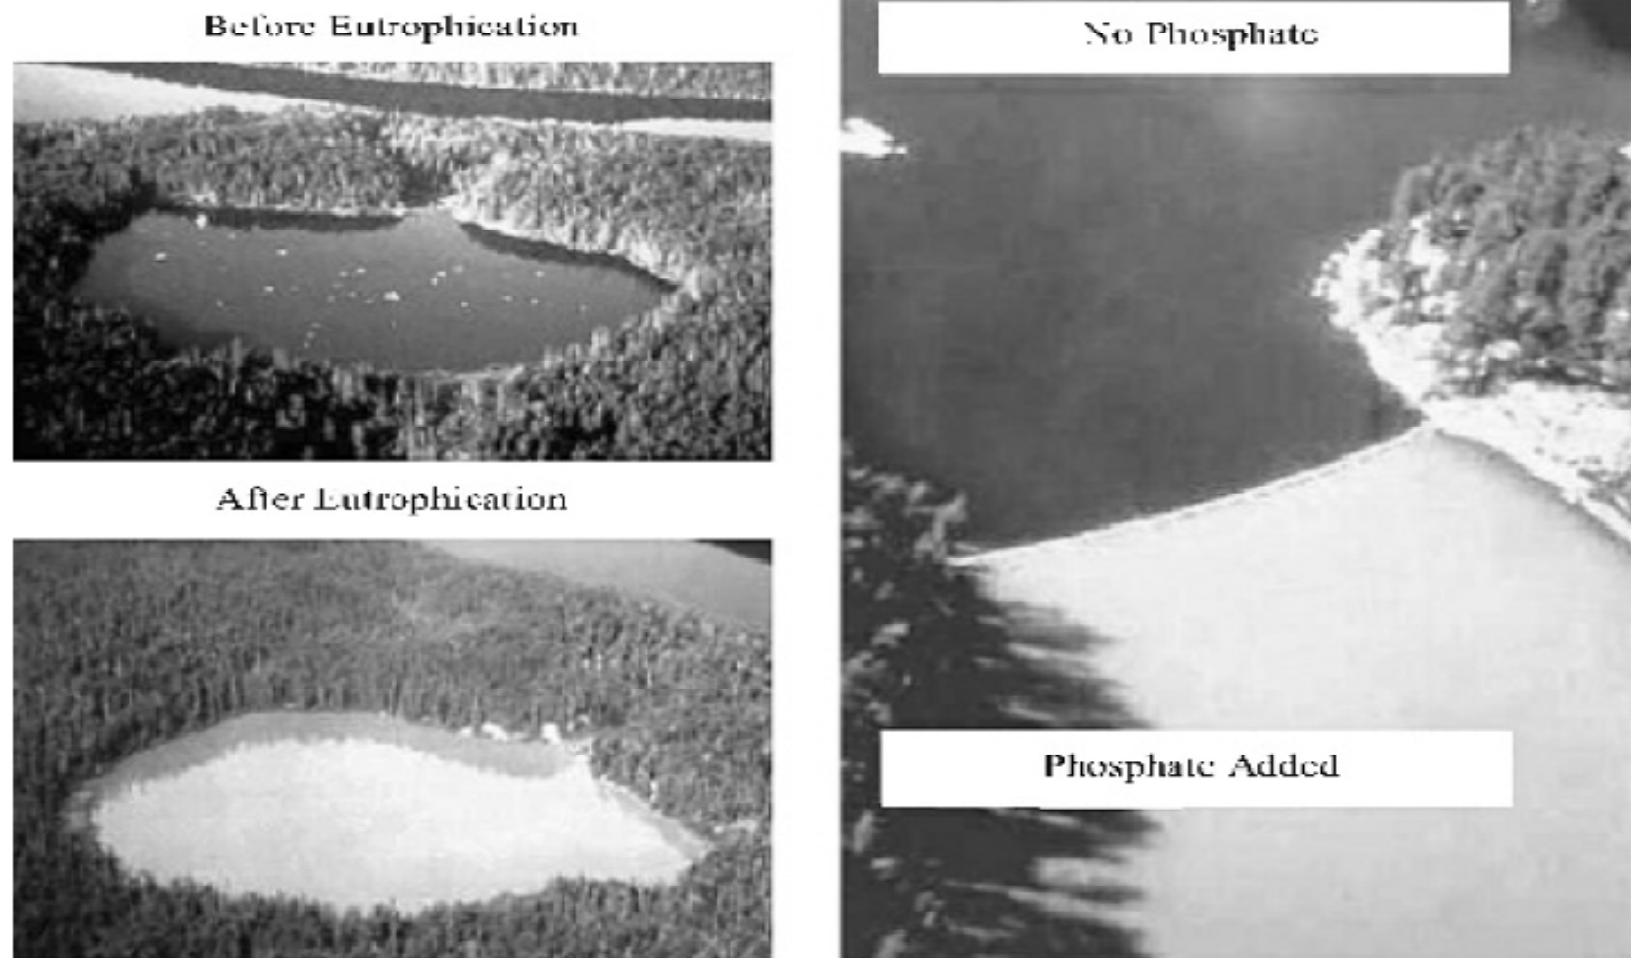 Before Eutrophication
No Phosphate
After Eutrophication
Phosphate Added